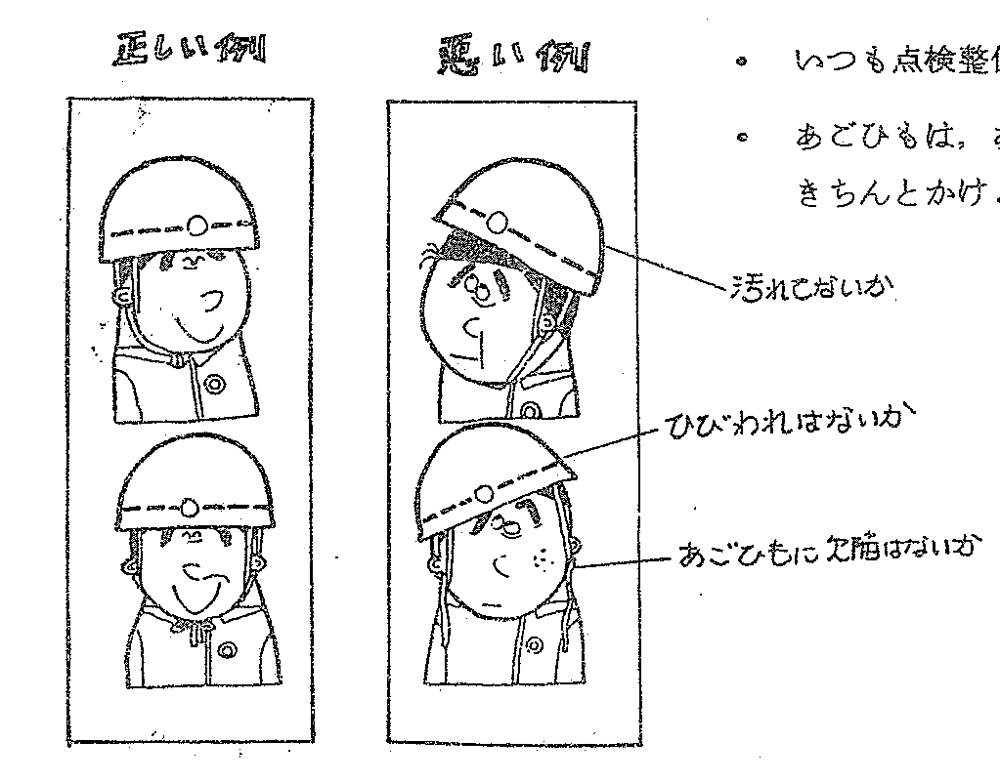 正しい例
悪い例
• いつも点検整
• あごひもは，
きちんとかけ
汚れてないか
ひびわれはないか
あごひもに欠陥はないか